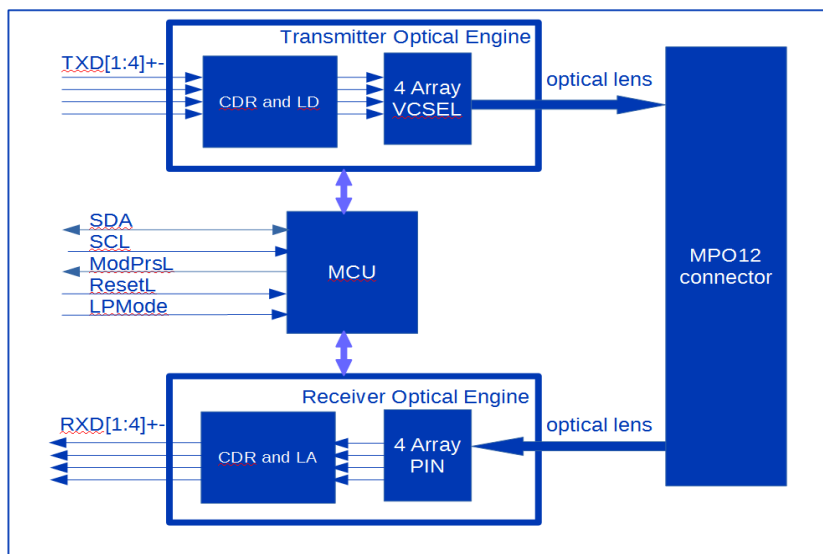 Transmitter Optical Engine
TXD[1:4]+-
CDR and LD
4 Array
VCSEL
optical lens
SDA
SCL
ModPrsL
ResetL
LPMode
MCU
MPO12
connector
Receiver Optical Engine
RXD[1:4]+-
CDR and LA
4 Array
PIN
optical lens